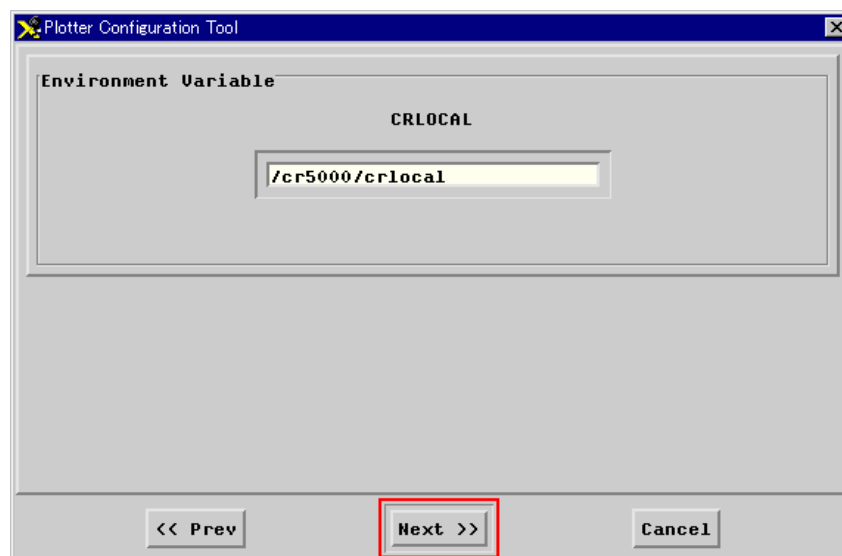 Plotter Configuration Tool
Environment Variable
CRLOCAL
/cr5000/crlocal
<< Prev
Next >>
Cancel